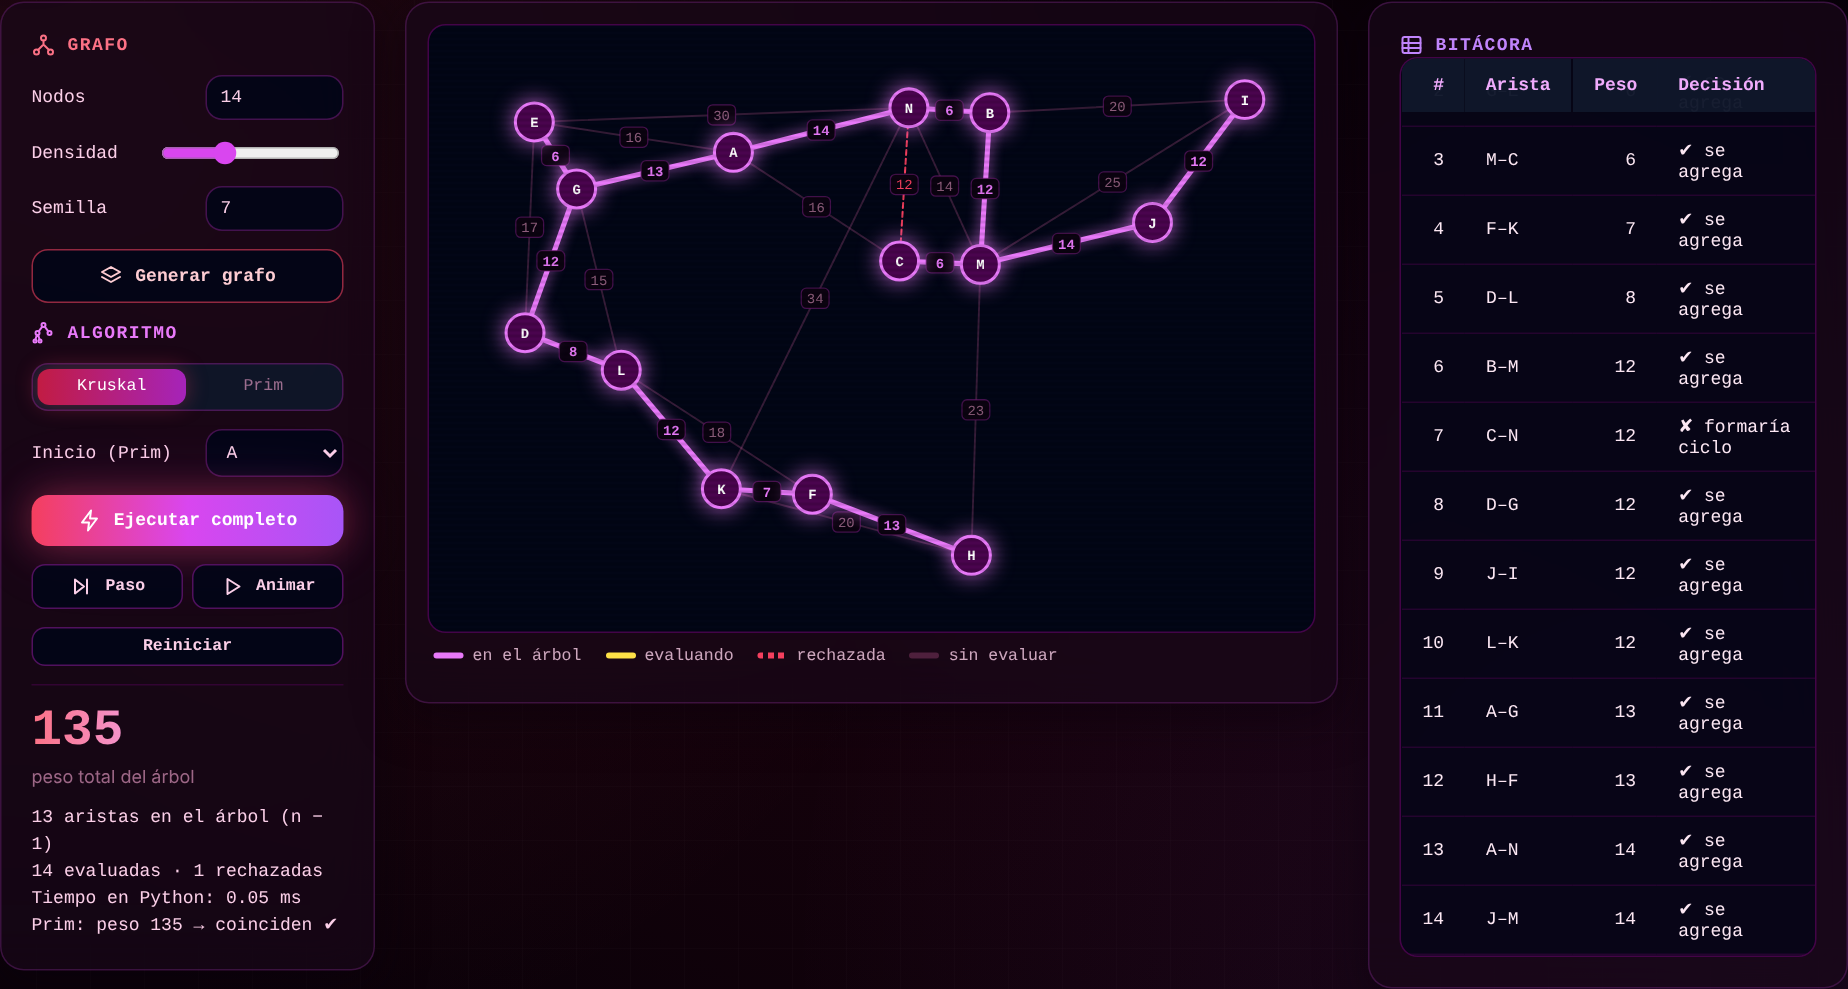 GRAFO
Nodos 14
Densidad
Semilla 7
Generar grafo
ALGORITMO
Kruskal Prim
Inicio (Prim) A
Ejecutar completo
Paso Animar
Reiniciar
135
peso total del árbol
13 aristas en el árbol (n −
1)
14 evaluadas · 1 rechazadas
Tiempo en Python: 0.05 ms
Prim: peso 135 → coinciden ✔
I
N 6 B 20
30
E 14
16
A
6
13
12
12 14 12 25
G
16
J
17
14
12 C 6 M
15
34
D
8
L
23
12 18
K 7 F
20 13
H
en el árbol evaluando rechazada sin evaluar
BITÁCORA
# Arista Peso Decisión
agrega
3 M–C 6 ✔ se
agrega
4 F–K 7 ✔ se
agrega
5 D–L 8 ✔ se
agrega
6 B–M 12 ✔ se
agrega
7 C–N 12 ✘ formaría
ciclo
8 D–G 12 ✔ se
agrega
9 J–I 12 ✔ se
agrega
10 L–K 12 ✔ se
agrega
11 A–G 13 ✔ se
agrega
12 H–F 13 ✔ se
agrega
13 A–N 14 ✔ se
agrega
14 J–M 14 ✔ se
agrega